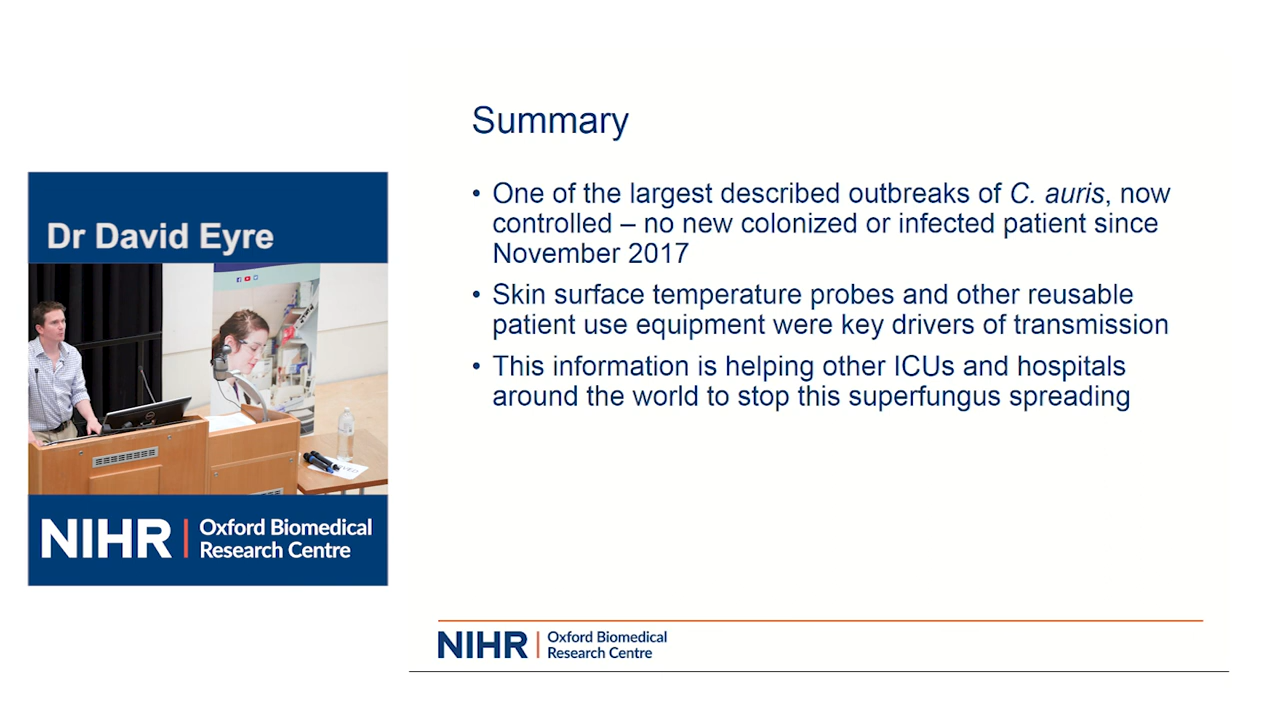 Dr David Eyre
NIHR | Oxford Biomedical
Research Centre
Summary
• One of the largest described outbreaks of C. auris, now
controlled – no new colonized or infected patient since
November 2017
• Skin surface temperature probes and other reusable
patient use equipment were key drivers of transmission
• This information is helping other ICUs and hospitals
around the world to stop this superfungus spreading
NIHR | Oxford Biomedical
Research Centre